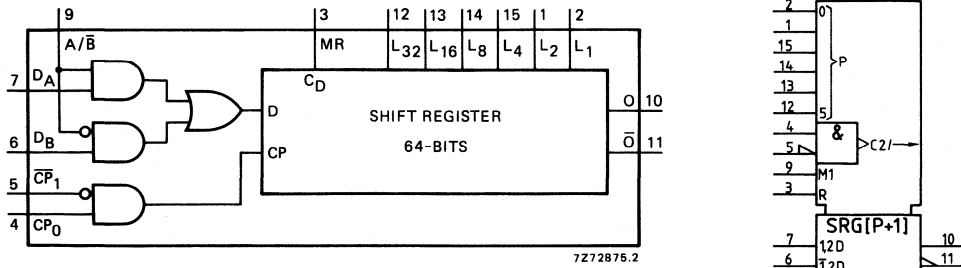 9 3 12 13 14 15 1 2
A/B̅ MR L32 L16 L8 L4 L2 L1
7 DA
CD
D
SHIFT REGISTER
O 10
6 DB
64-BITS
CP
O̅ 11
5 C̅P̅1
4 CP0
7Z72875.2
2 0
1
15
14 P
13
12 5
4 &
5 C2/
9 M1
3 R
SRG[P+1]
7 1,2D 10
6 1̅,2D 11